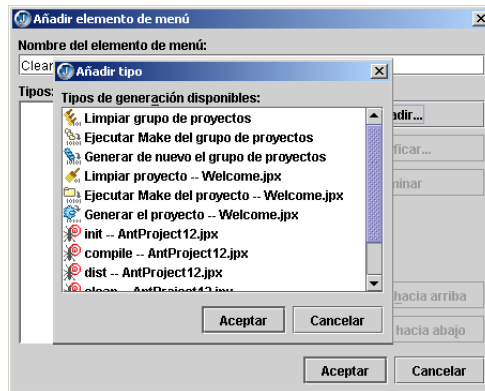 Añadir elemento de menú
Nombre del elemento de menú:
Clear
Añadir tipo
Tipos:
Tipos de generación disponibles:
Limpiar grupo de proyectos
Ejecutar Make del grupo de proyectos
Generar de nuevo el grupo de proyectos
Limpiar proyecto -- Welcome.jpx
Ejecutar Make del proyecto -- Welcome.jpx
Generar el proyecto -- Welcome.jpx
init -- AntProject12.jpx
compile -- AntProject12.jpx
dist -- AntProject12.jpx
clean -- AntProject12.jpx
adir...
ficar...
minar
hacia arriba
hacia abajo
Aceptar
Cancelar
Aceptar
Cancelar